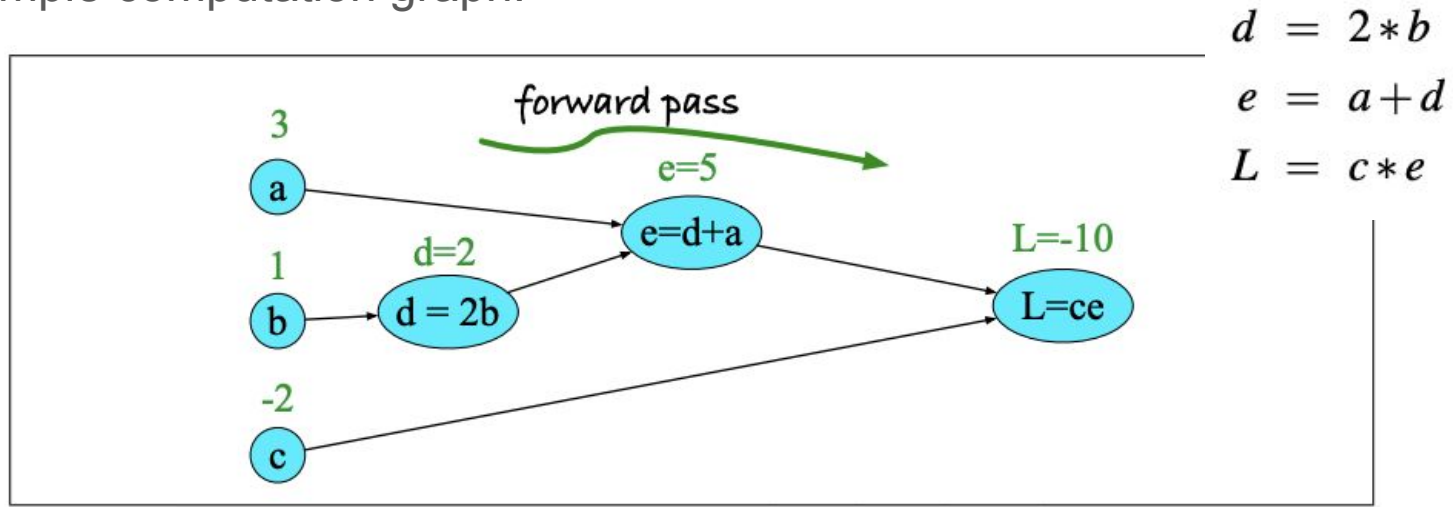 d = 2*b
e = a+d
L = c*e
forward pass
3
a
e=5
e=d+a
1
b
d=2
d = 2b
L=-10
L=ce
-2
c